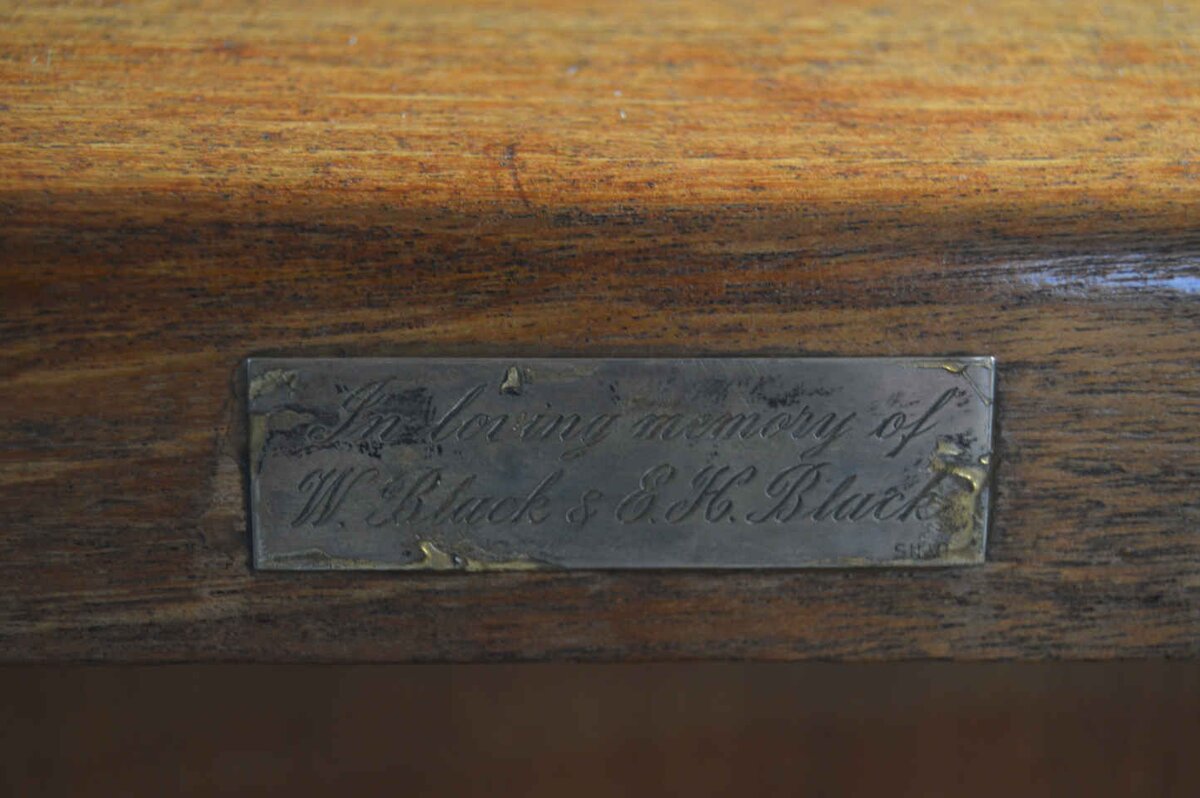 In loving memory of
W. Black & E.H. Black